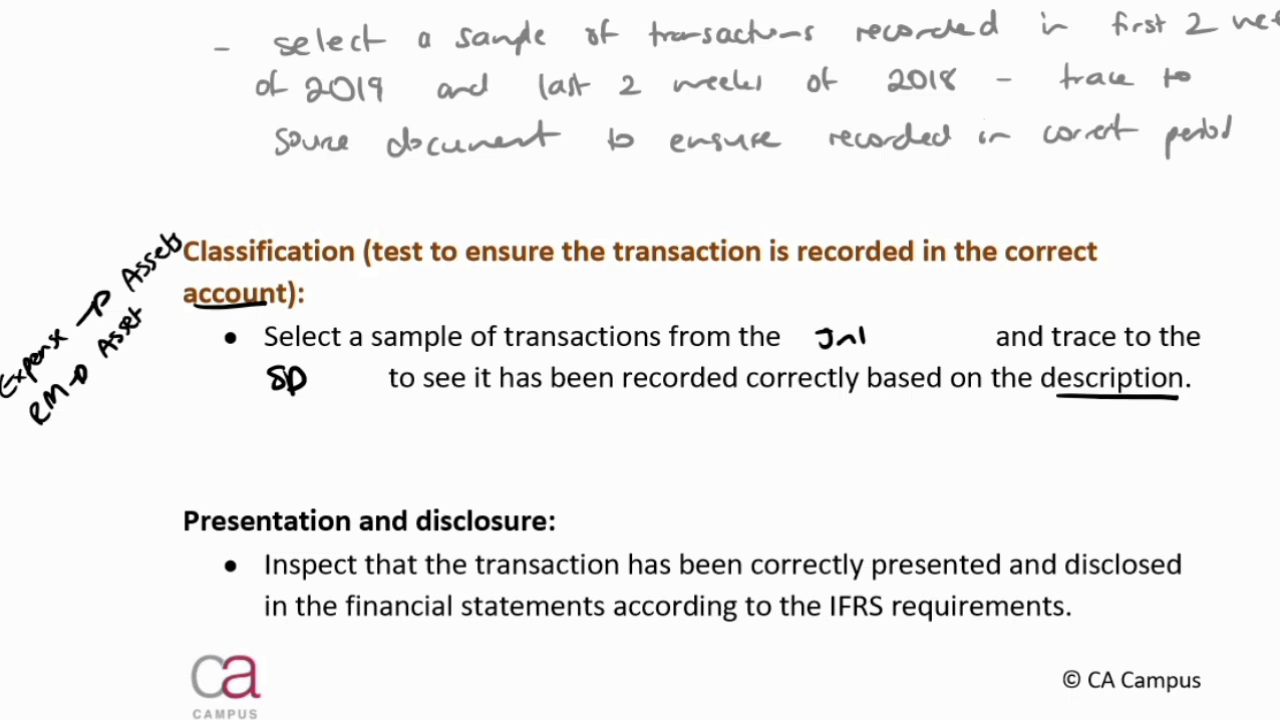 - select a sample of transactions recorded in first 2
of 2019 and last 2 weeks of 2018 - trace to
source document to ensure recorded in correct period
Classification (test to ensure the transaction is recorded in the correct
account):
Expense → Assets
RM → Asset
• Select a sample of transactions from the Jnl and trace to the
SD to see it has been recorded correctly based on the description.
Presentation and disclosure:
• Inspect that the transaction has been correctly presented and disclosed
in the financial statements according to the IFRS requirements.
ca
CAMPUS
© CA Campus